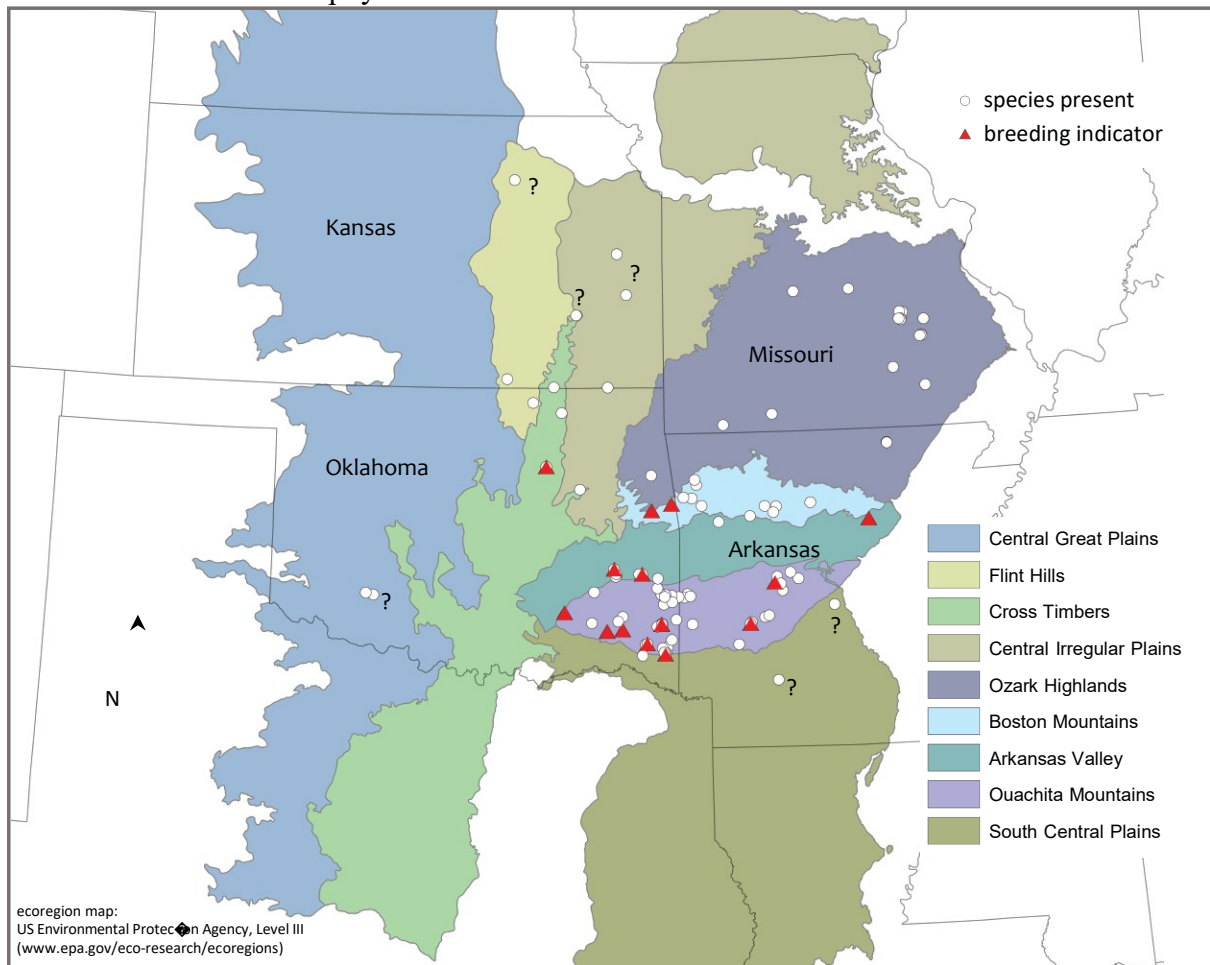 species present
breeding indicator
?
Kansas
?
?
Missouri
Oklahoma
Arkansas
?
?
N
?
Central Great Plains
Flint Hills
Cross Timbers
Central Irregular Plains
Ozark Highlands
Boston Mountains
Arkansas Valley
Ouachita Mountains
South Central Plains
ecoregion map:
US Environmental Protec�on Agency, Level III
(www.epa.gov/eco-research/ecoregions)